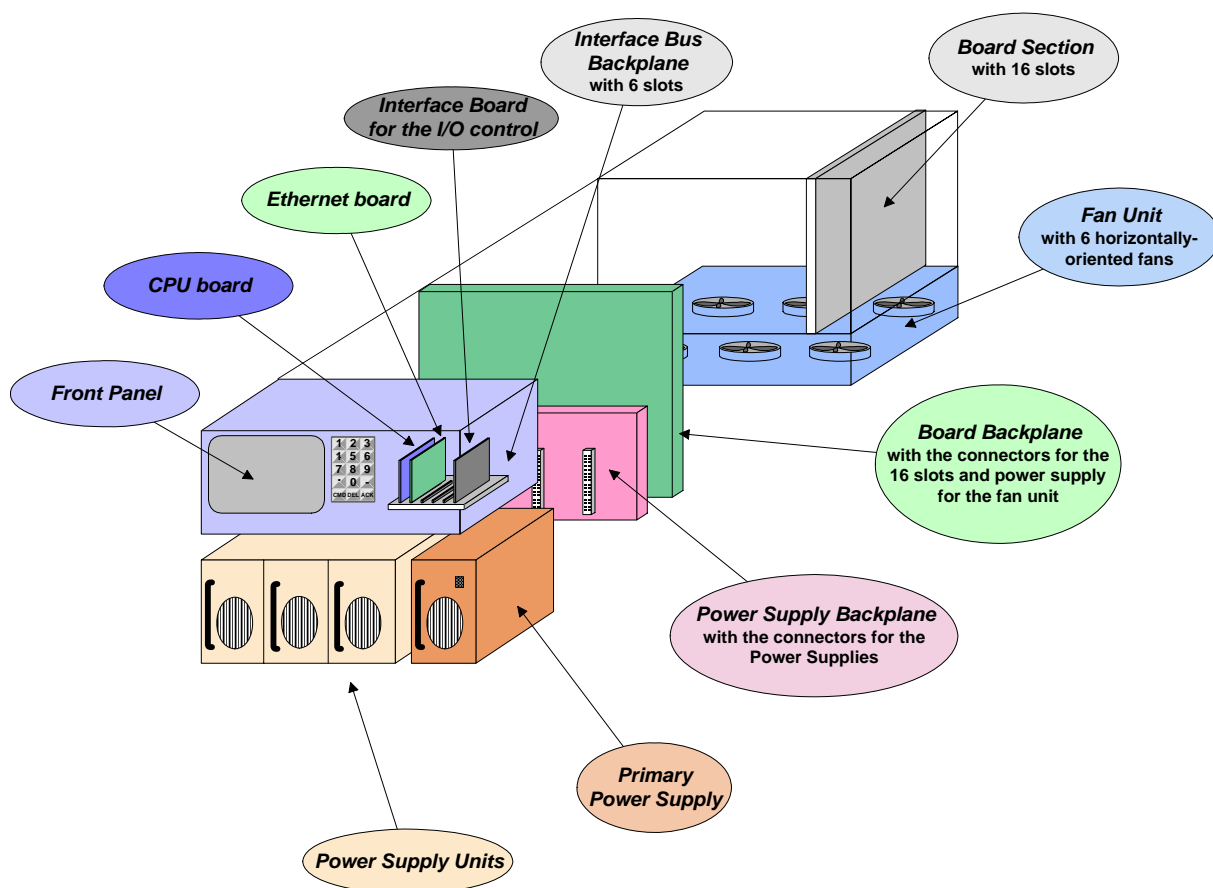 Interface Bus
Backplane
with 6 slots
Board Section
with 16 slots
Interface Board
for the I/O control
Ethernet board
Fan Unit
with 6 horizontally-
oriented fans
CPU board
Front Panel
1 2 3
1 5 6
7 8 9
· 0 -
CMD DEL ACK
Board Backplane
with the connectors for the
16 slots and power supply
for the fan unit
Power Supply Backplane
with the connectors for the
Power Supplies
Primary
Power Supply
Power Supply Units